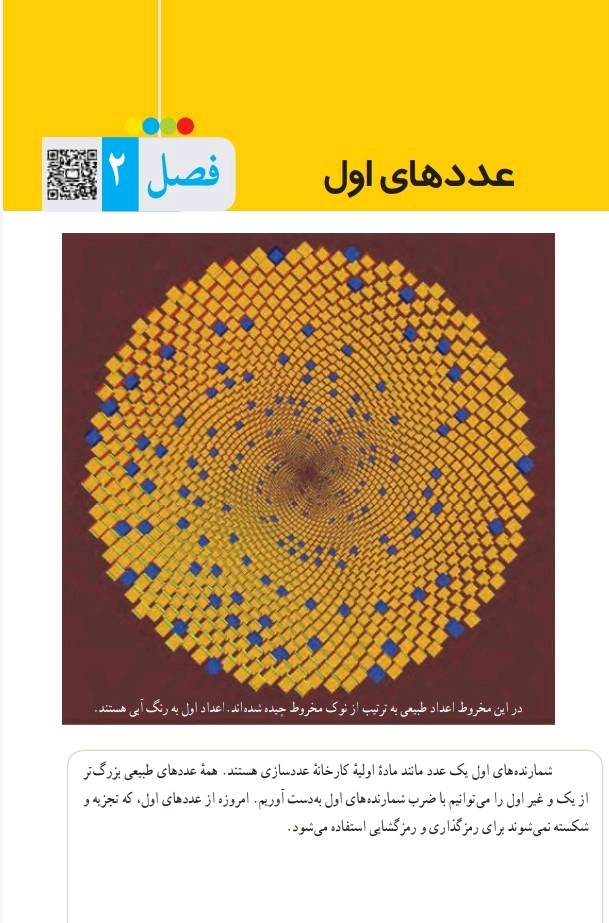 فصل ۲
عددهای اول
در این مخروط اعداد طبیعی به ترتیب از نوک مخروط چیده شده‌اند. اعداد اول به رنگ آبی هستند.
شمارنده‌های اول یک عدد مانند مادهٔ اولیهٔ کارخانهٔ عددسازی هستند. همهٔ عددهای طبیعی بزرگ‌تر
از یک و غیر اول را می‌توانیم با ضرب شمارنده‌های اول به‌دست آوریم. امروزه از عددهای اول، که تجزیه و
شکسته نمی‌شوند برای رمزگذاری و رمزگشایی استفاده می‌شود.